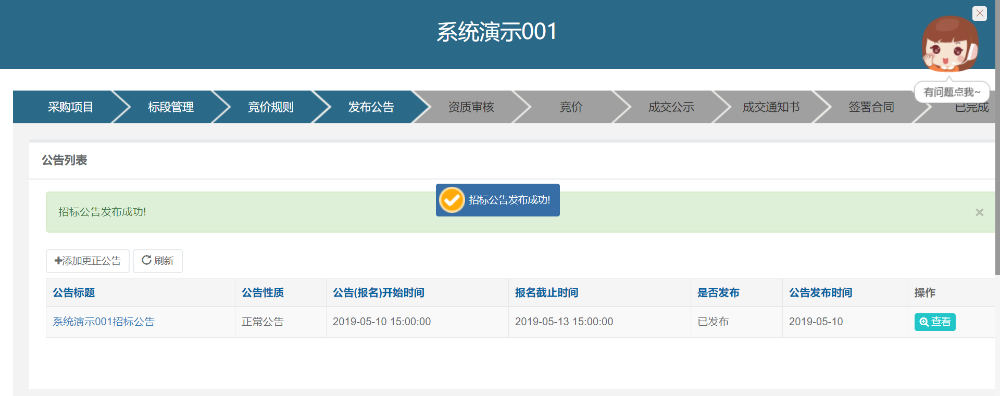 系统演示001
有问题点我~
采购项目 标段管理 竞价规则 发布公告 资质审核 竞价 成交公示 成交通知书 签署合同 已完成
公告列表
招标公告发布成功!
招标公告发布成功!
添加更正公告 刷新
公告标题 公告性质 公告(报名)开始时间 报名截止时间 是否发布 公告发布时间 操作
系统演示001招标公告 正常公告 2019-05-10 15:00:00 2019-05-13 15:00:00 已发布 2019-05-10 查看